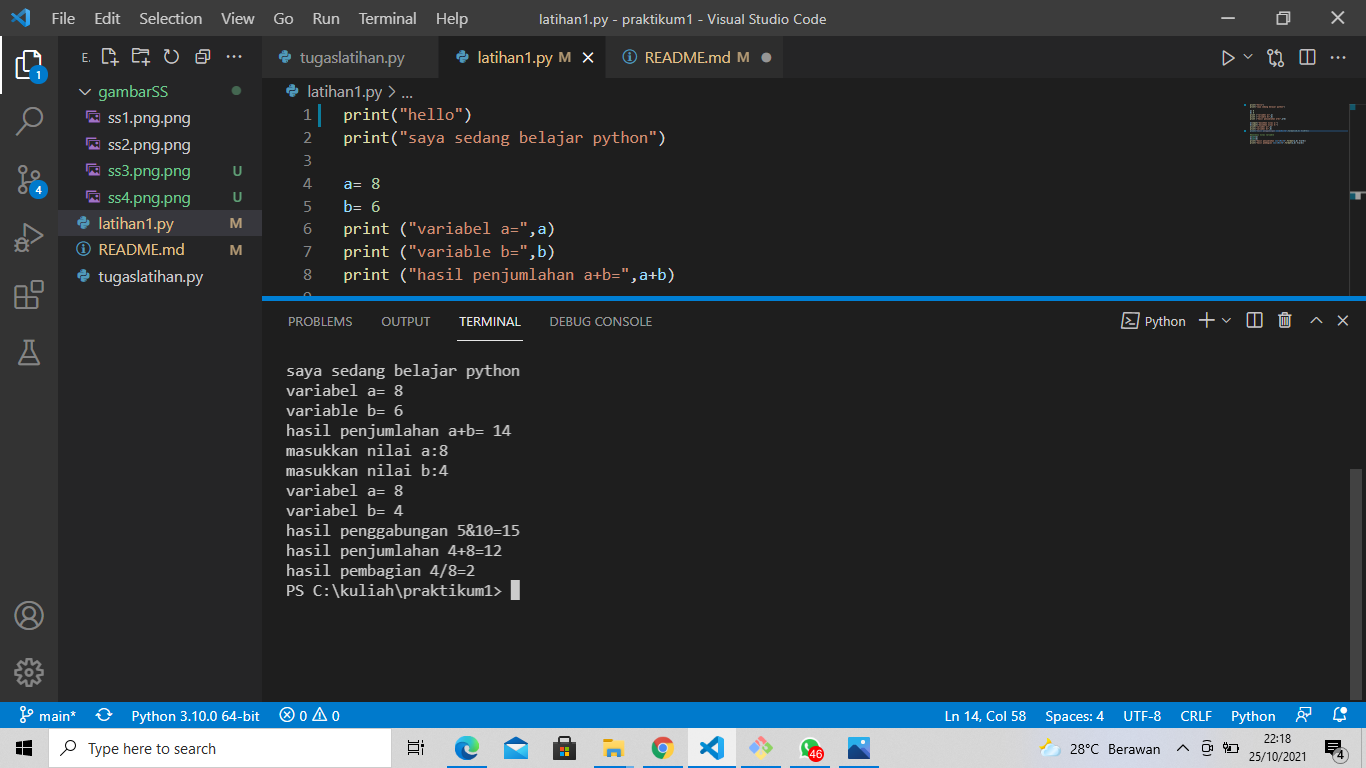 File Edit Selection View Go Run Terminal Help latihan1.py - praktikum1 - Visual Studio Code
E.
tugaslatihan.py latihan1.py M README.md M
1
gambarSS
ss1.png.png
ss2.png.png
ss3.png.png U
ss4.png.png U
latihan1.py M
README.md M
tugaslatihan.py
4
latihan1.py > ...
1 print("hello")
2 print("saya sedang belajar python")
3
4 a= 8
5 b= 6
6 print ("variabel a=",a)
7 print ("variable b=",b)
8 print ("hasil penjumlahan a+b=",a+b)
PROBLEMS OUTPUT TERMINAL DEBUG CONSOLE Python
saya sedang belajar python
variabel a= 8
variable b= 6
hasil penjumlahan a+b= 14
masukkan nilai a:8
masukkan nilai b:4
variabel a= 8
variabel b= 4
hasil penggabungan 5&10=15
hasil penjumlahan 4+8=12
hasil pembagian 4/8=2
PS C:\kuliah\praktikum1>
main* Python 3.10.0 64-bit 0 0 Ln 14, Col 58 Spaces: 4 UTF-8 CRLF Python
Type here to search 46 28°C Berawan 22:18
25/10/2021 4